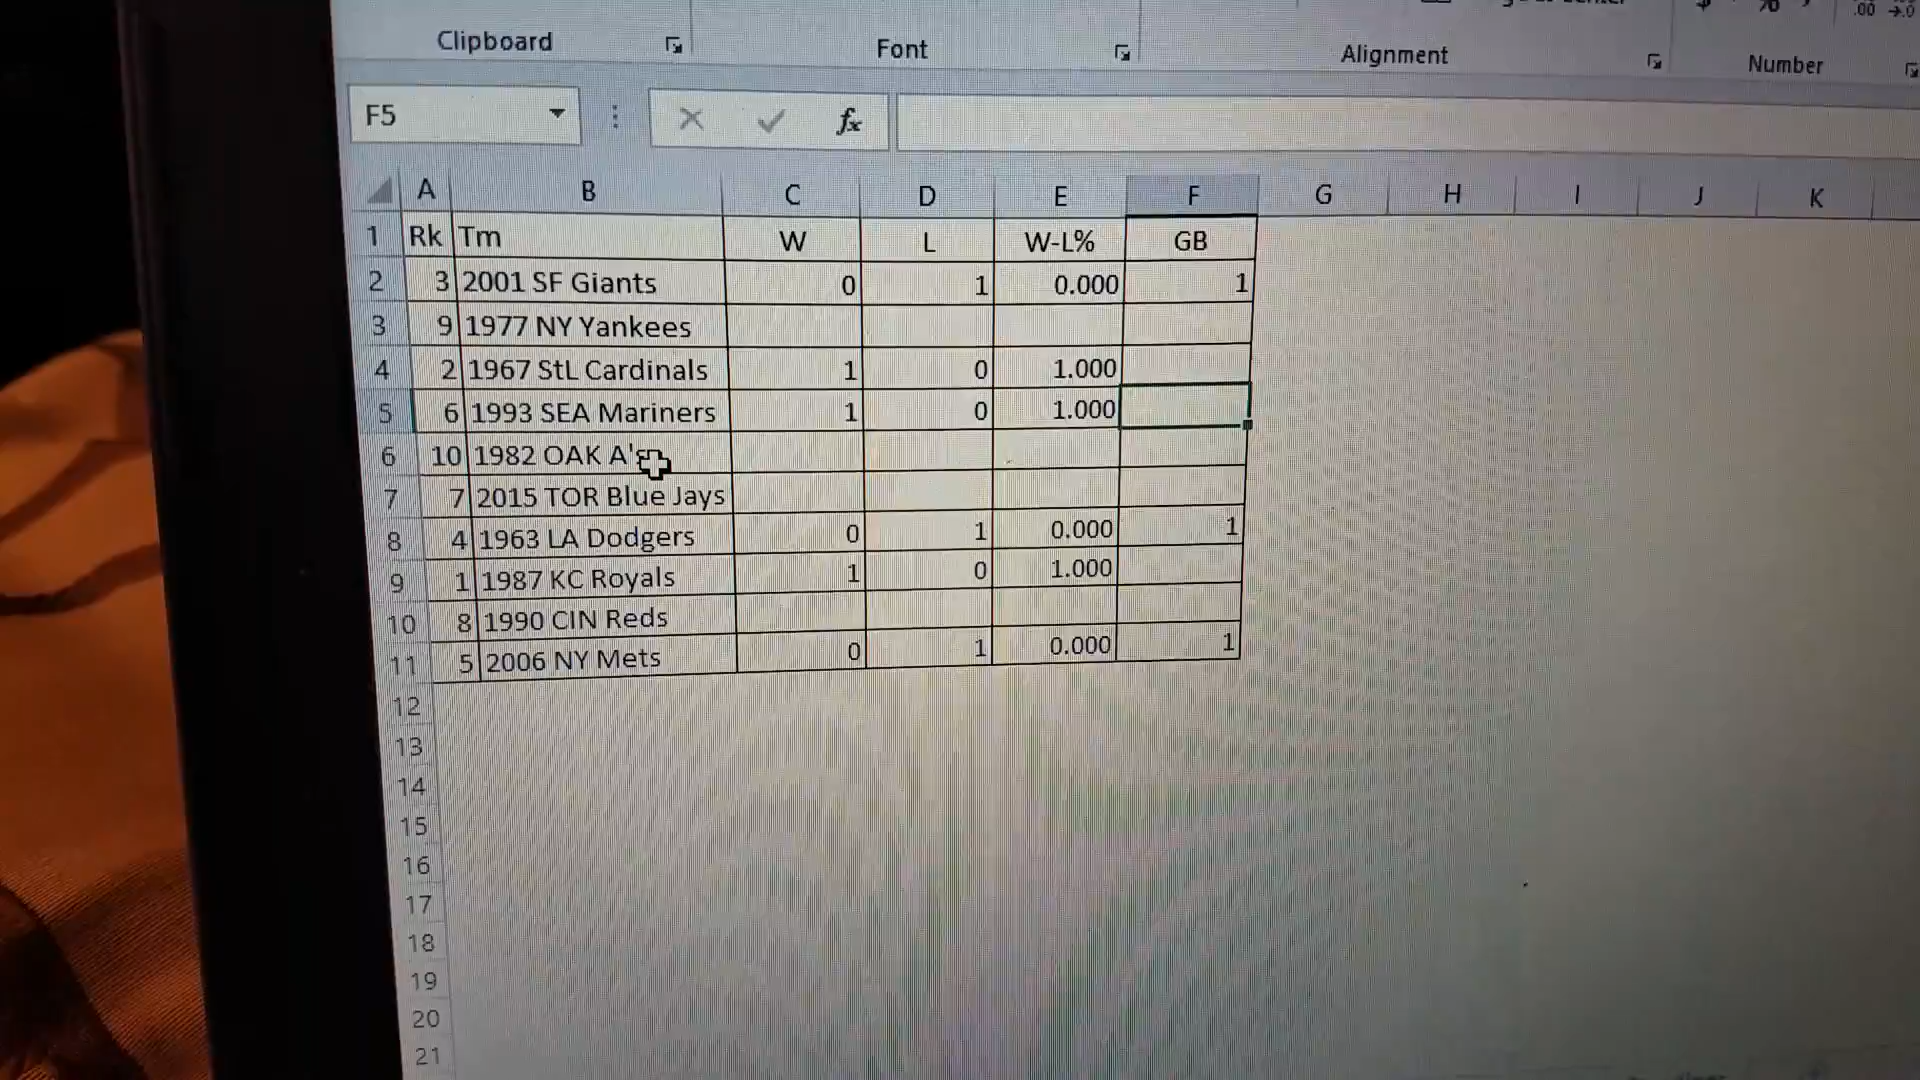 Clipboard Font Alignment Number
.00 →.0
F5 fx
A B C D E F G H I J K
1 Rk Tm W L W-L% GB
2 3 2001 SF Giants 0 1 0.000 1
3 9 1977 NY Yankees
4 2 1967 StL Cardinals 1 0 1.000
5 6 1993 SEA Mariners 1 0 1.000
6 10 1982 OAK A's
7 7 2015 TOR Blue Jays
8 4 1963 LA Dodgers 0 1 0.000 1
9 1 1987 KC Royals 1 0 1.000
10 8 1990 CIN Reds
11 5 2006 NY Mets 0 1 0.000 1
12
13
14
15
16
17
18
19
20
21